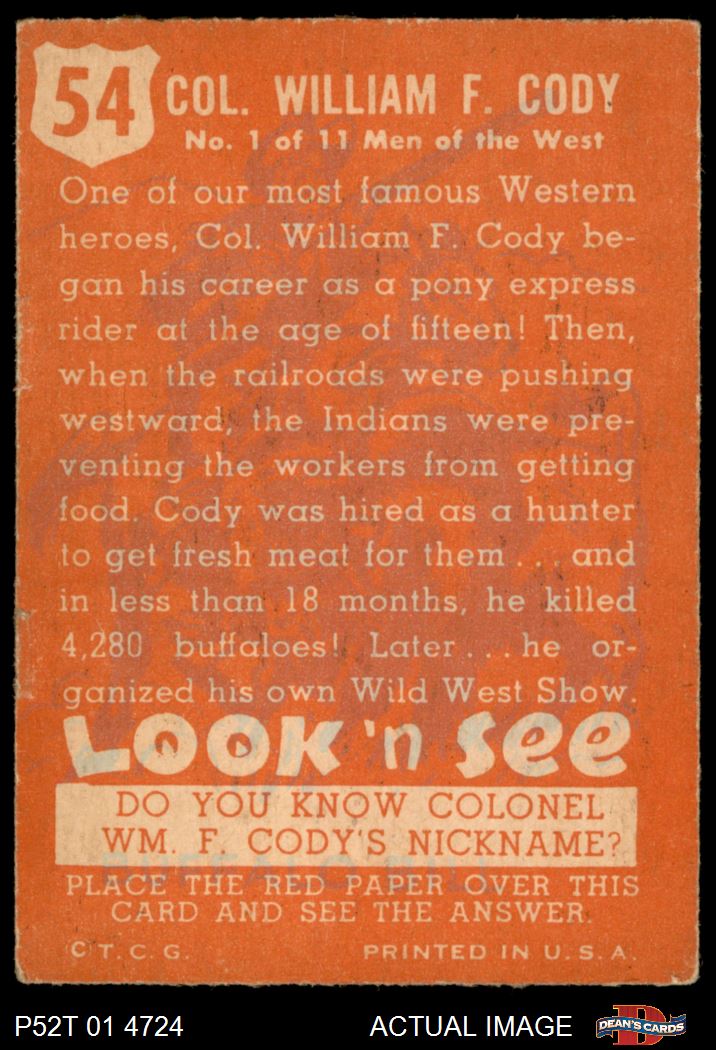 54
COL. WILLIAM F. CODY
No. 1 of 11 Men of the West
One of our most famous Western
heroes, Col. William F. Cody be-
gan his career as a pony express
rider at the age of fifteen! Then,
when the railroads were pushing
westward, the Indians were pre-
venting the workers from getting
food. Cody was hired as a hunter
to get fresh meat for them . . . and
in less than 18 months, he killed
4,280 buffaloes! Later . . . he or-
ganized his own Wild West Show.
LOOK 'n SEE
DO YOU KNOW COLONEL
WM. F. CODY'S NICKNAME?
BUFFALO BILL
PLACE THE RED PAPER OVER THIS
CARD AND SEE THE ANSWER.
© T. C. G.
PRINTED IN U. S. A.
P52T 01 4724
ACTUAL IMAGE
D
DEAN'S CARDS